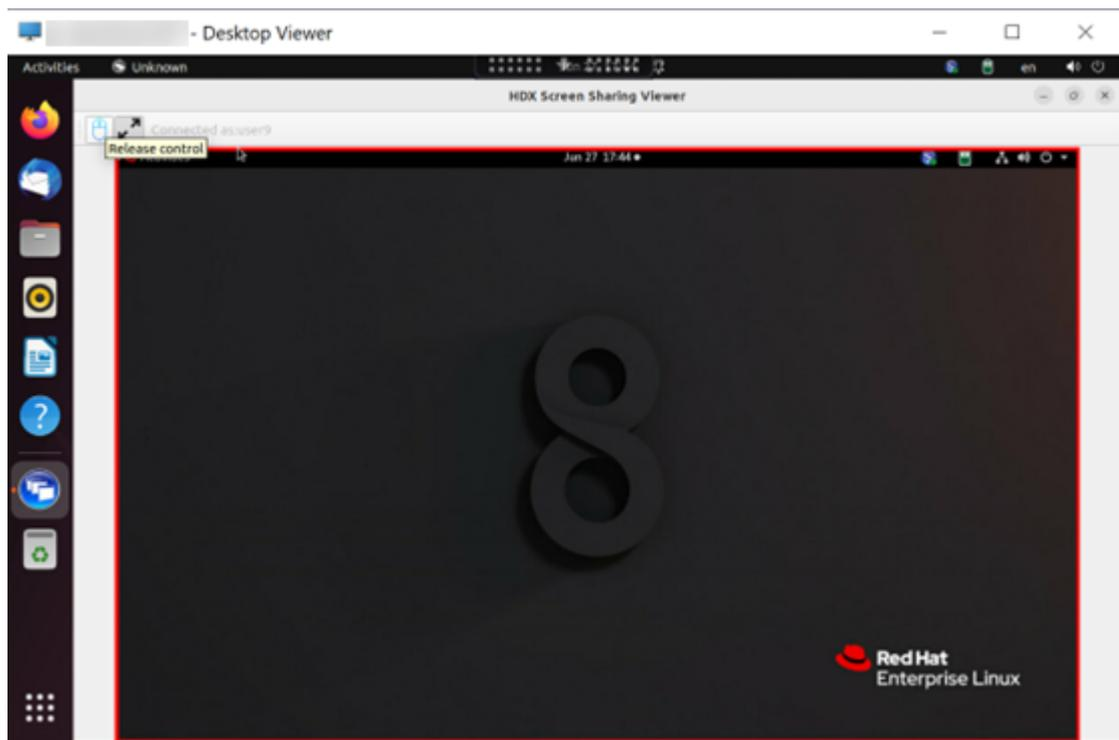 - Desktop Viewer
Activities Unknown en
HDX Screen Sharing Viewer
Connected as:user9
Release control
Jun 27 17:44
8
Red Hat
Enterprise Linux